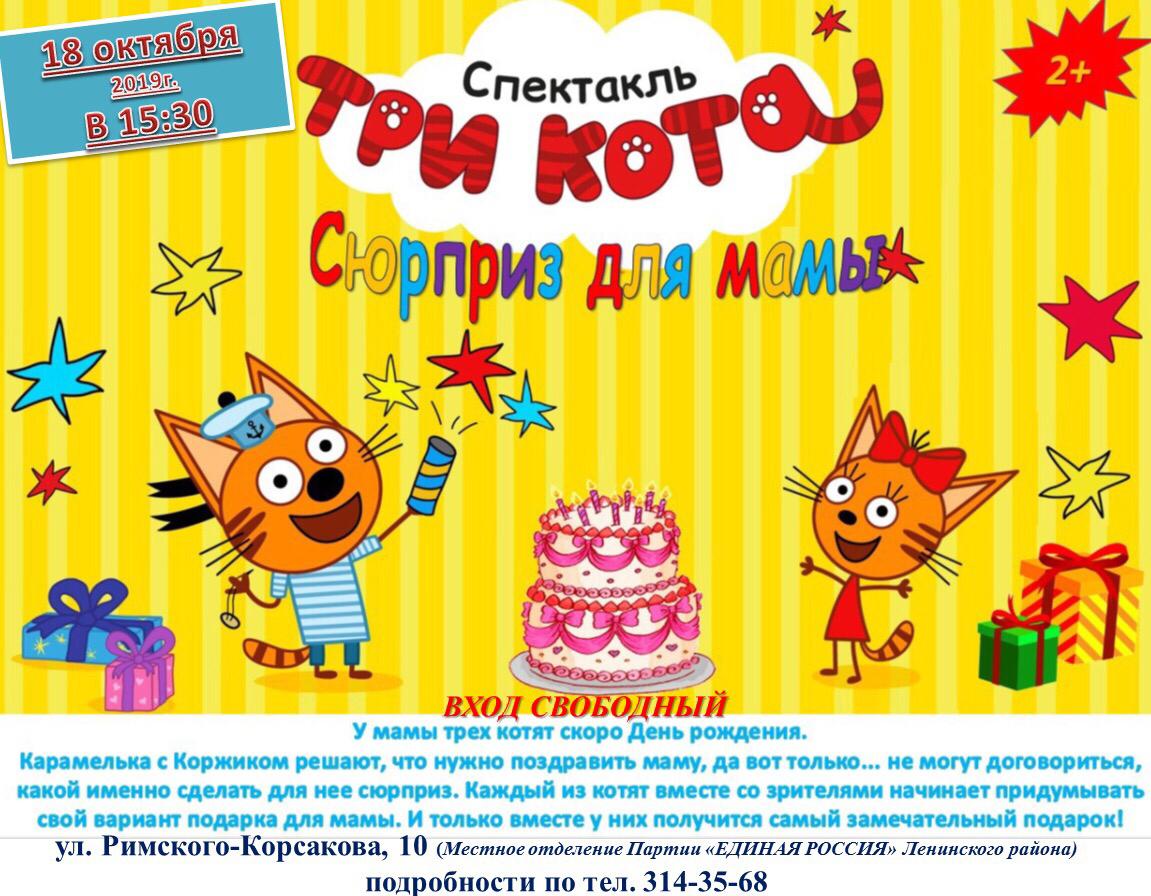 18 октября
2019г.
В 15:30
2+
Спектакль
ТРИ КОТА
Сюрприз для мамы
ВХОД СВОБОДНЫЙ
У мамы трех котят скоро День рождения.
Карамелька с Коржиком решают, что нужно поздравить маму, да вот только... не могут договориться,
какой именно сделать для нее сюрприз. Каждый из котят вместе со зрителями начинает придумывать
свой вариант подарка для мамы. И только вместе у них получится самый замечательный подарок!
ул. Римского-Корсакова, 10 (Местное отделение Партии «ЕДИНАЯ РОССИЯ» Ленинского района)
подробности по тел. 314-35-68